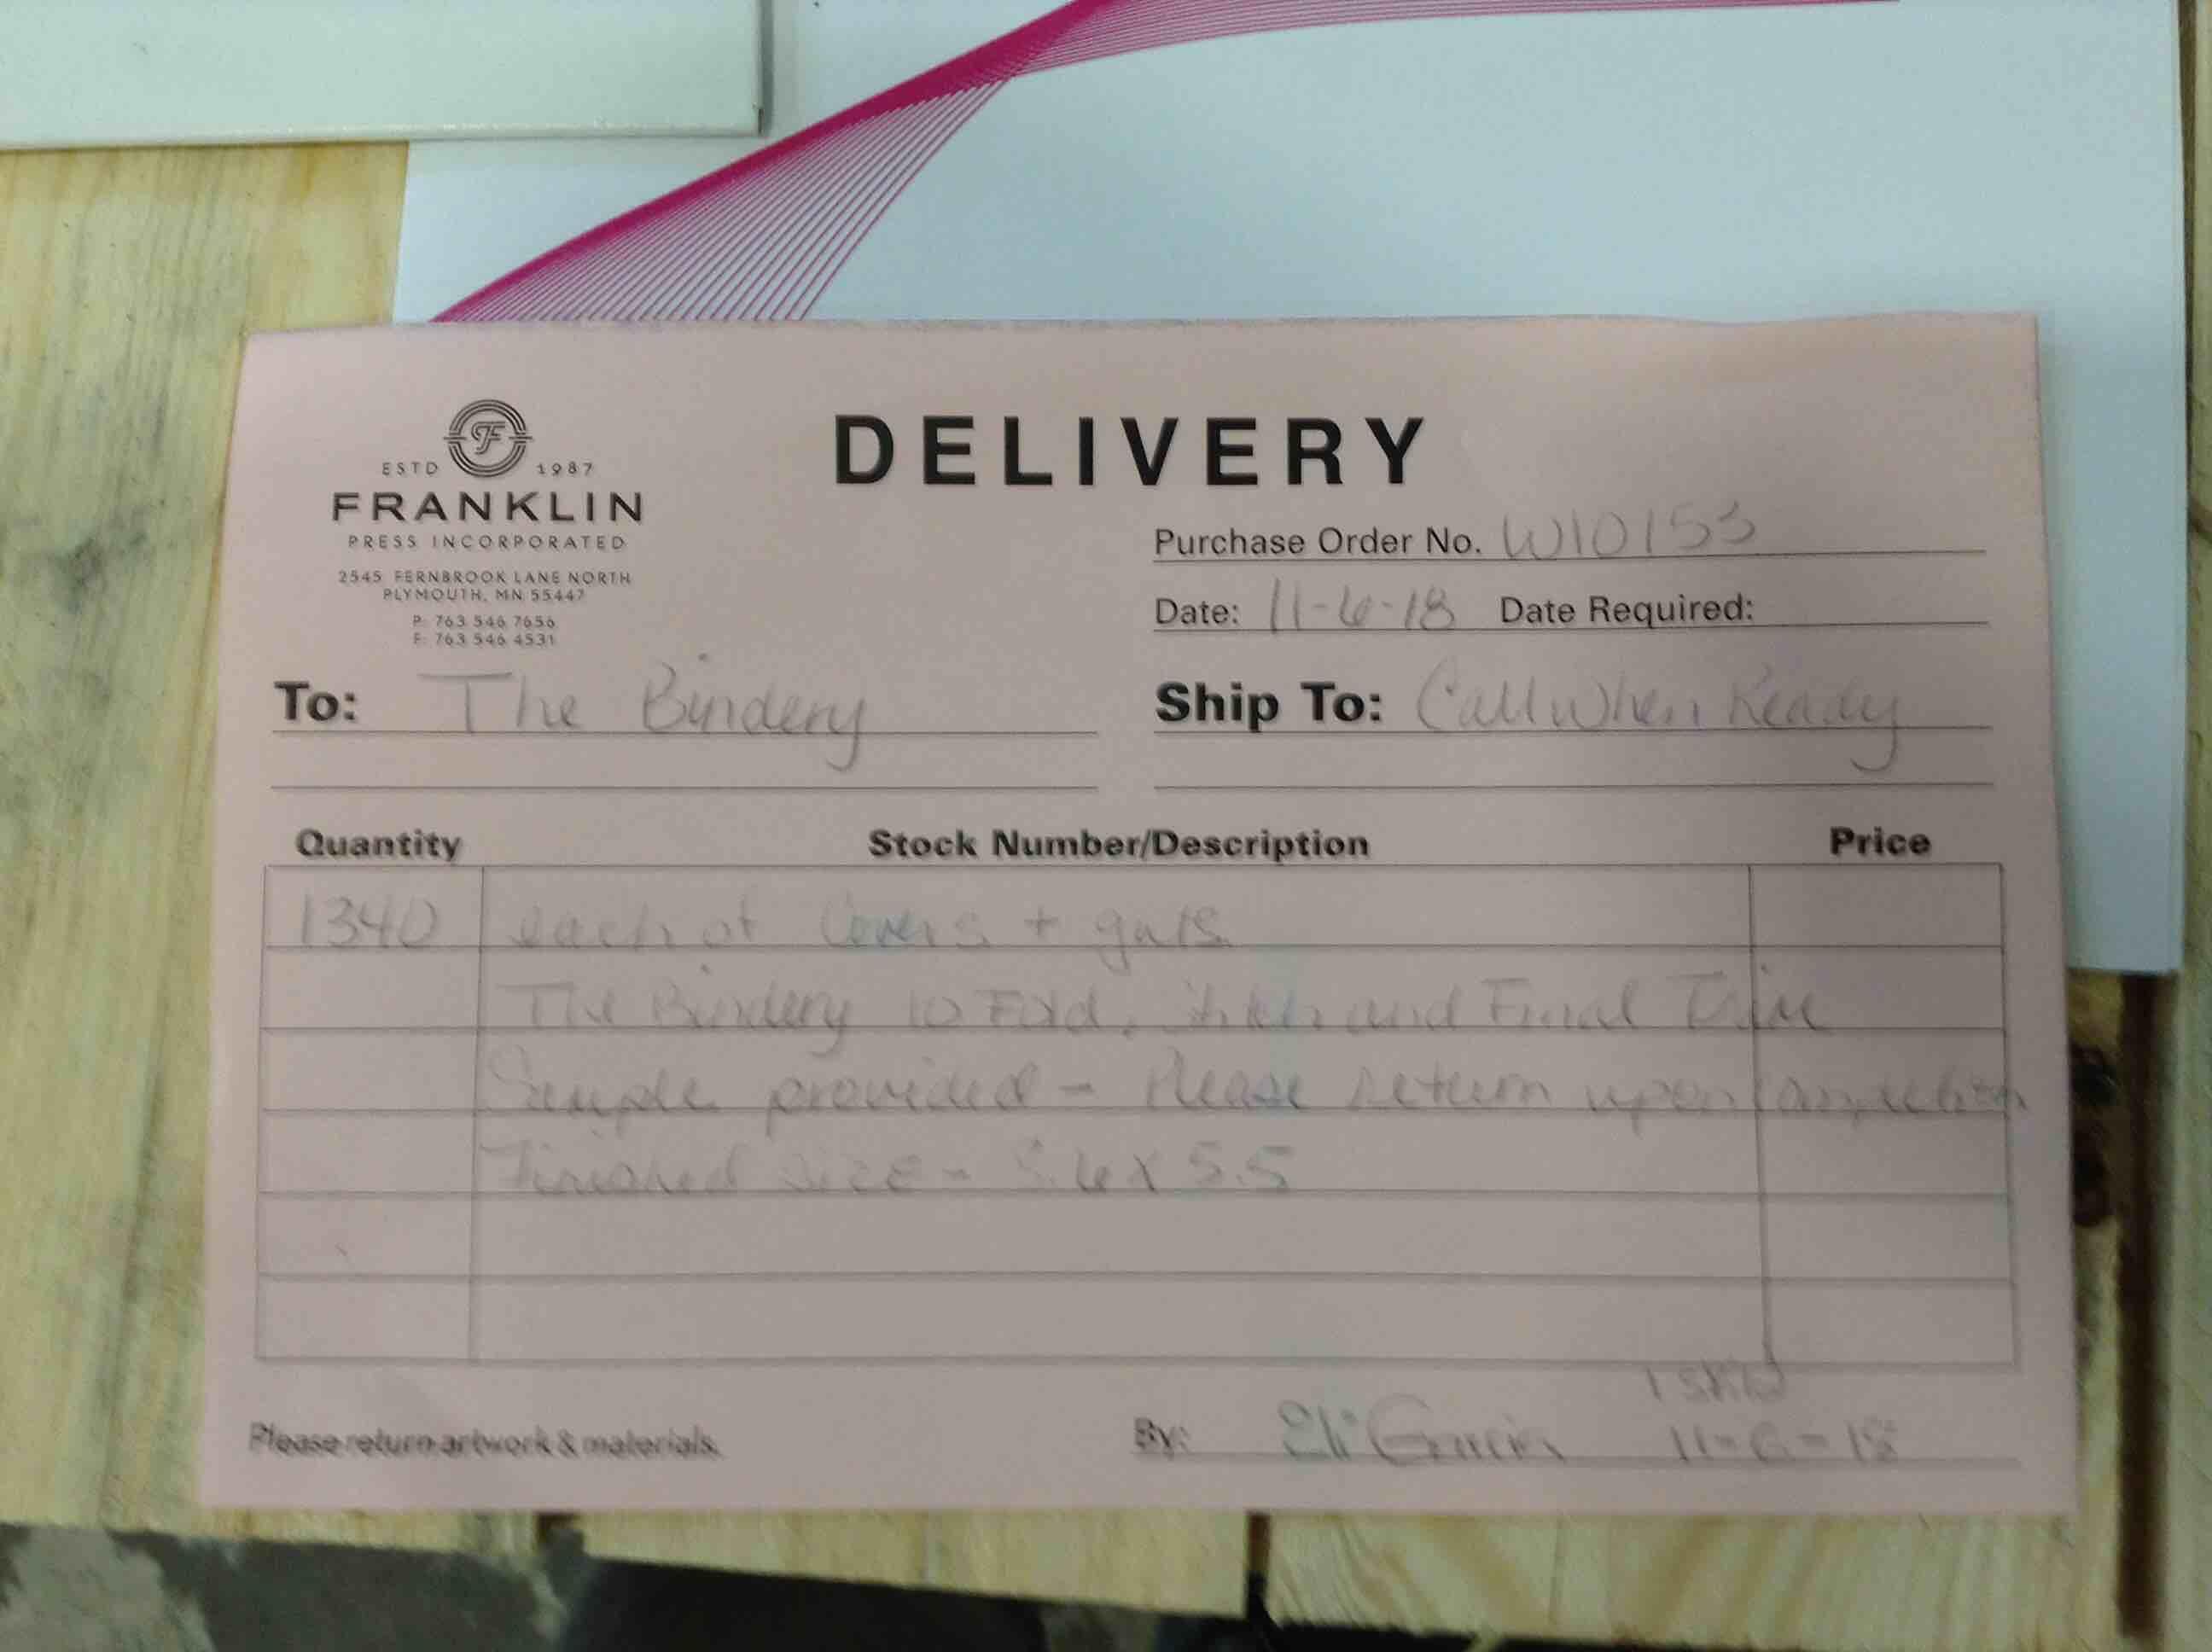 ESTD 1987
FRANKLIN
PRESS INCORPORATED
2545 FERNBROOK LANE NORTH
PLYMOUTH, MN 55447
P: 763 546 7656
F: 763 546 4531
DELIVERY
Purchase Order No. W10153
Date: 11-6-18 Date Required:
To: The Bindery
Ship To: Call When Ready
Quantity Stock Number/Description Price
1340 each of Covers + guts
The Bindery to Fold, Stitch and Final Trim
Sample provided - Please return upon completion
Finished size - 5.5
1 skid
Please return artwork & materials.
By: Eli 11-6-18